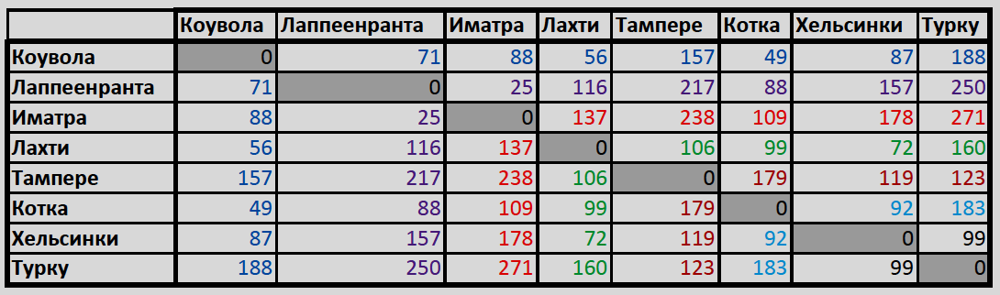 Коувола Лаппеенранта Иматра Лахти Тампере Котка Хельсинки Турку
Коувола 0 71 88 56 157 49 87 188
Лаппеенранта 71 0 25 116 217 88 157 250
Иматра 88 25 0 137 238 109 178 271
Лахти 56 116 137 0 106 99 72 160
Тампере 157 217 238 106 0 179 119 123
Котка 49 88 109 99 179 0 92 183
Хельсинки 87 157 178 72 119 92 0 99
Турку 188 250 271 160 123 183 99 0